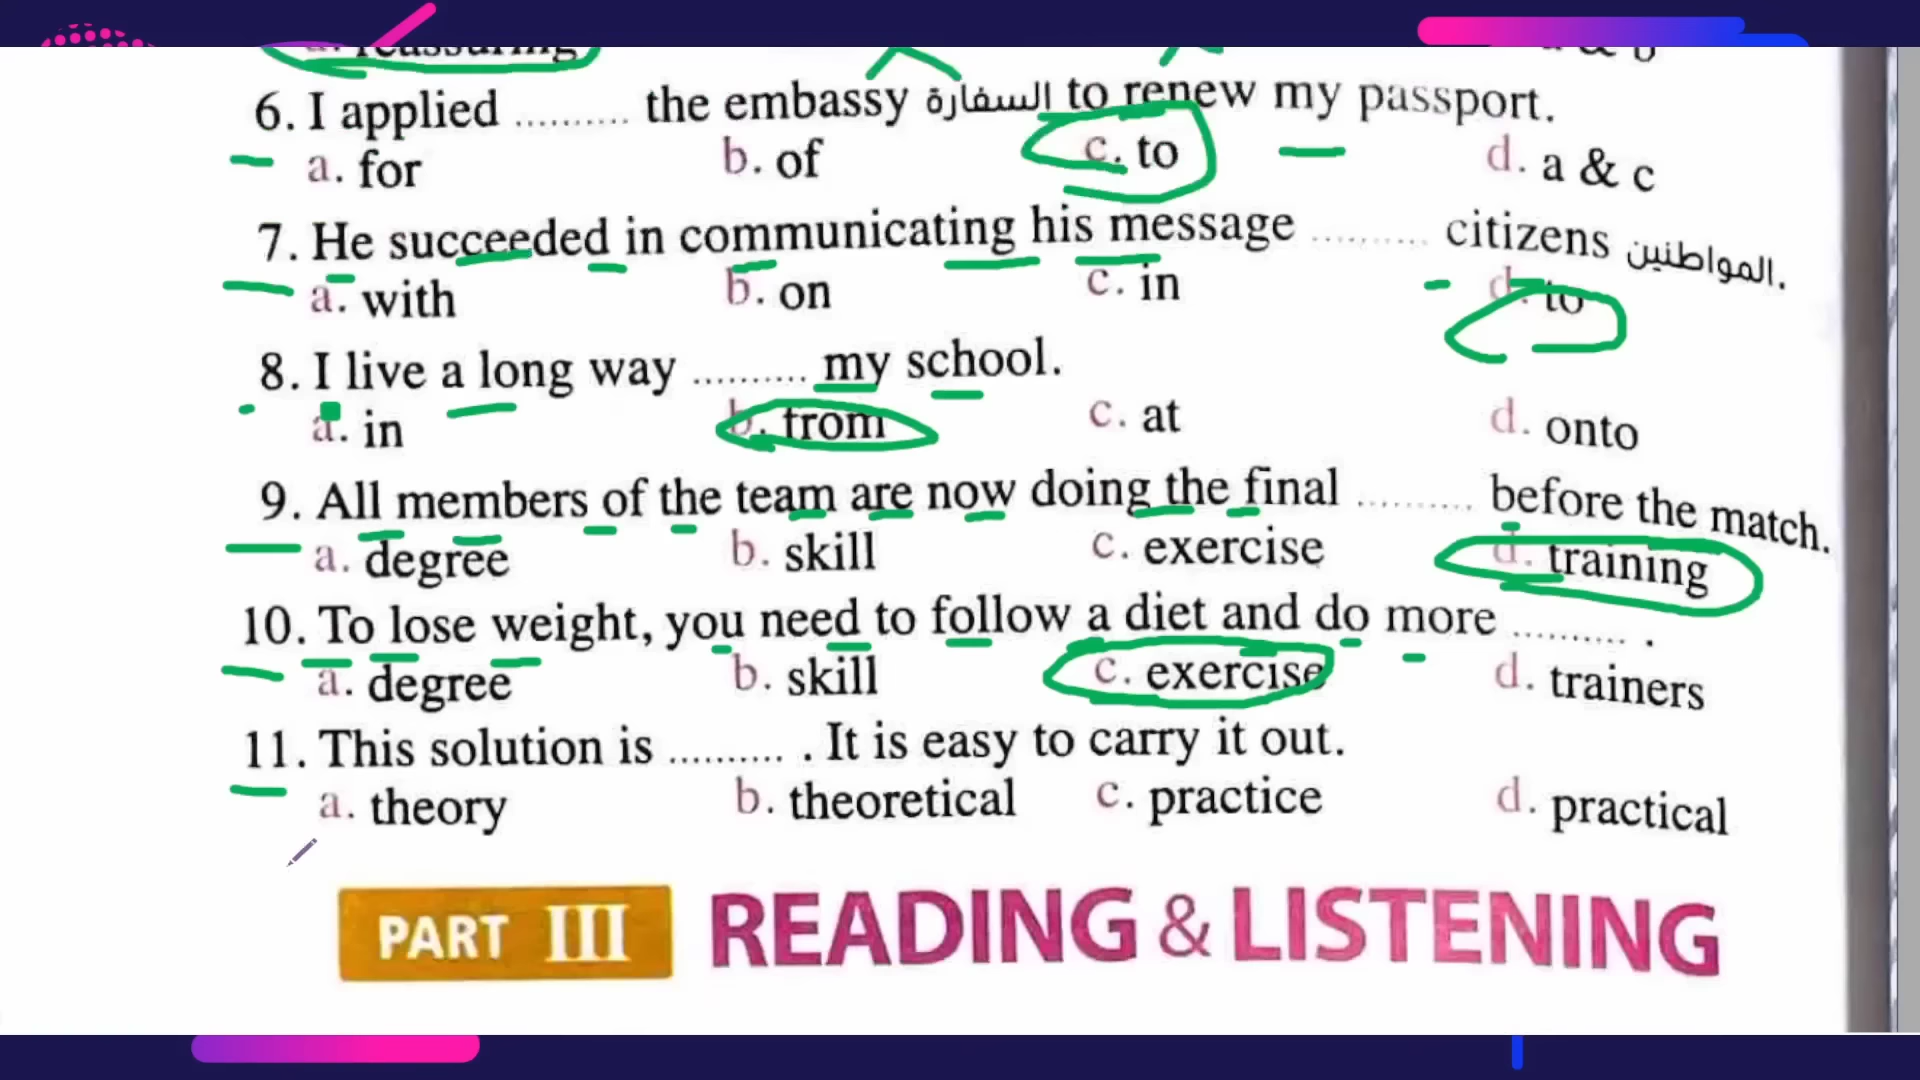 a. reassuring a & b
6. I applied .......... the embassy السفارة to renew my passport.
a. for b. of c. to d. a & c
7. He succeeded in communicating his message .......... citizens المواطنين.
a. with b. on c. in d. to
8. I live a long way .......... my school.
a. in b. from c. at d. onto
9. All members of the team are now doing the final .......... before the match.
a. degree b. skill c. exercise d. training
10. To lose weight, you need to follow a diet and do more .......... .
a. degree b. skill c. exercise d. trainers
11. This solution is .......... . It is easy to carry it out.
a. theory b. theoretical c. practice d. practical
PART III READING & LISTENING